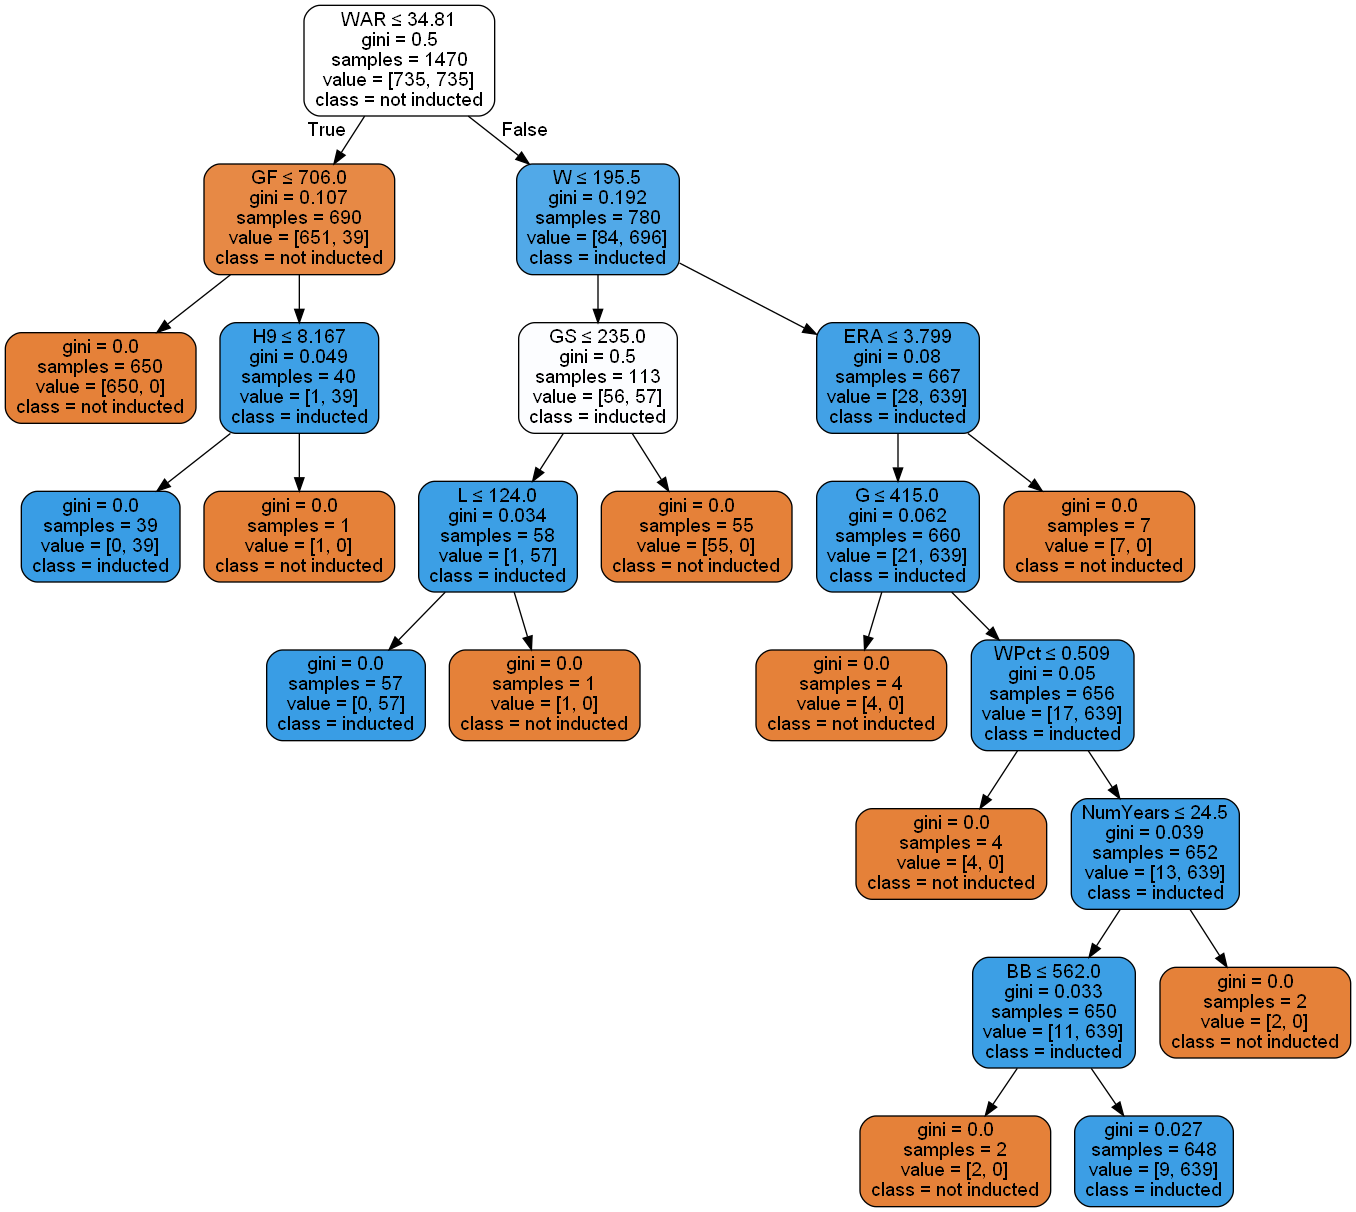 WAR ≤ 34.81
gini = 0.5
samples = 1470
value = [735, 735]
class = not inducted
True
False
GF ≤ 706.0
gini = 0.107
samples = 690
value = [651, 39]
class = not inducted
W ≤ 195.5
gini = 0.192
samples = 780
value = [84, 696]
class = inducted
gini = 0.0
samples = 650
value = [650, 0]
class = not inducted
H9 ≤ 8.167
gini = 0.049
samples = 40
value = [1, 39]
class = inducted
GS ≤ 235.0
gini = 0.5
samples = 113
value = [56, 57]
class = inducted
ERA ≤ 3.799
gini = 0.08
samples = 667
value = [28, 639]
class = inducted
gini = 0.0
samples = 39
value = [0, 39]
class = inducted
gini = 0.0
samples = 1
value = [1, 0]
class = not inducted
L ≤ 124.0
gini = 0.034
samples = 58
value = [1, 57]
class = inducted
gini = 0.0
samples = 55
value = [55, 0]
class = not inducted
G ≤ 415.0
gini = 0.062
samples = 660
value = [21, 639]
class = inducted
gini = 0.0
samples = 7
value = [7, 0]
class = not inducted
gini = 0.0
samples = 57
value = [0, 57]
class = inducted
gini = 0.0
samples = 1
value = [1, 0]
class = not inducted
gini = 0.0
samples = 4
value = [4, 0]
class = not inducted
WPct ≤ 0.509
gini = 0.05
samples = 656
value = [17, 639]
class = inducted
gini = 0.0
samples = 4
value = [4, 0]
class = not inducted
NumYears ≤ 24.5
gini = 0.039
samples = 652
value = [13, 639]
class = inducted
BB ≤ 562.0
gini = 0.033
samples = 650
value = [11, 639]
class = inducted
gini = 0.0
samples = 2
value = [2, 0]
class = not inducted
gini = 0.0
samples = 2
value = [2, 0]
class = not inducted
gini = 0.027
samples = 648
value = [9, 639]
class = inducted